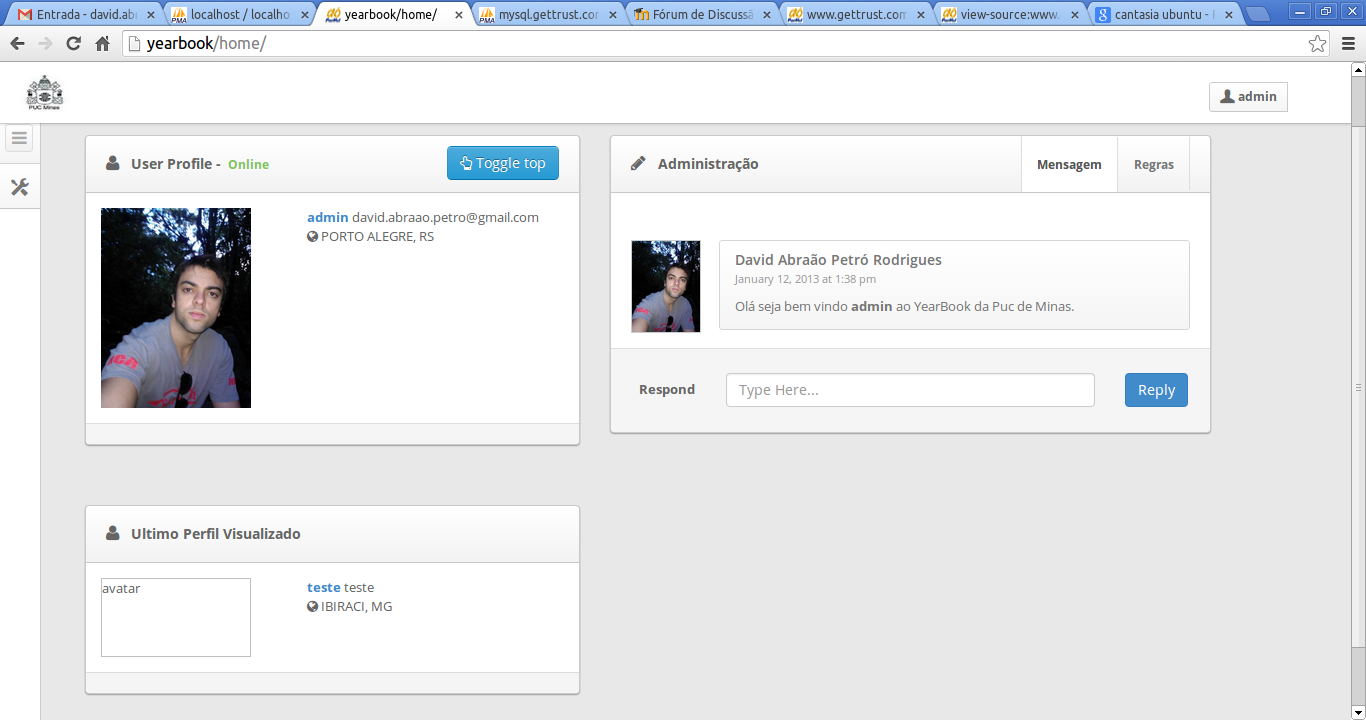 Entrada - david.ab
localhost / localho
yearbook/home/
mysql.gettrust.co
Fórum de Discuss
www.gettrust.com
view-source:www.
cantasia ubuntu -
yearbook/home/
PUC Minas
admin
User Profile - Online
Toggle top
admin david.abraao.petro@gmail.com
PORTO ALEGRE, RS
Administração
Mensagem
Regras
David Abraão Petró Rodrigues
January 12, 2013 at 1:38 pm
Olá seja bem vindo admin ao YearBook da Puc de Minas.
Respond
Type Here...
Reply
Ultimo Perfil Visualizado
avatar
teste teste
IBIRACI, MG